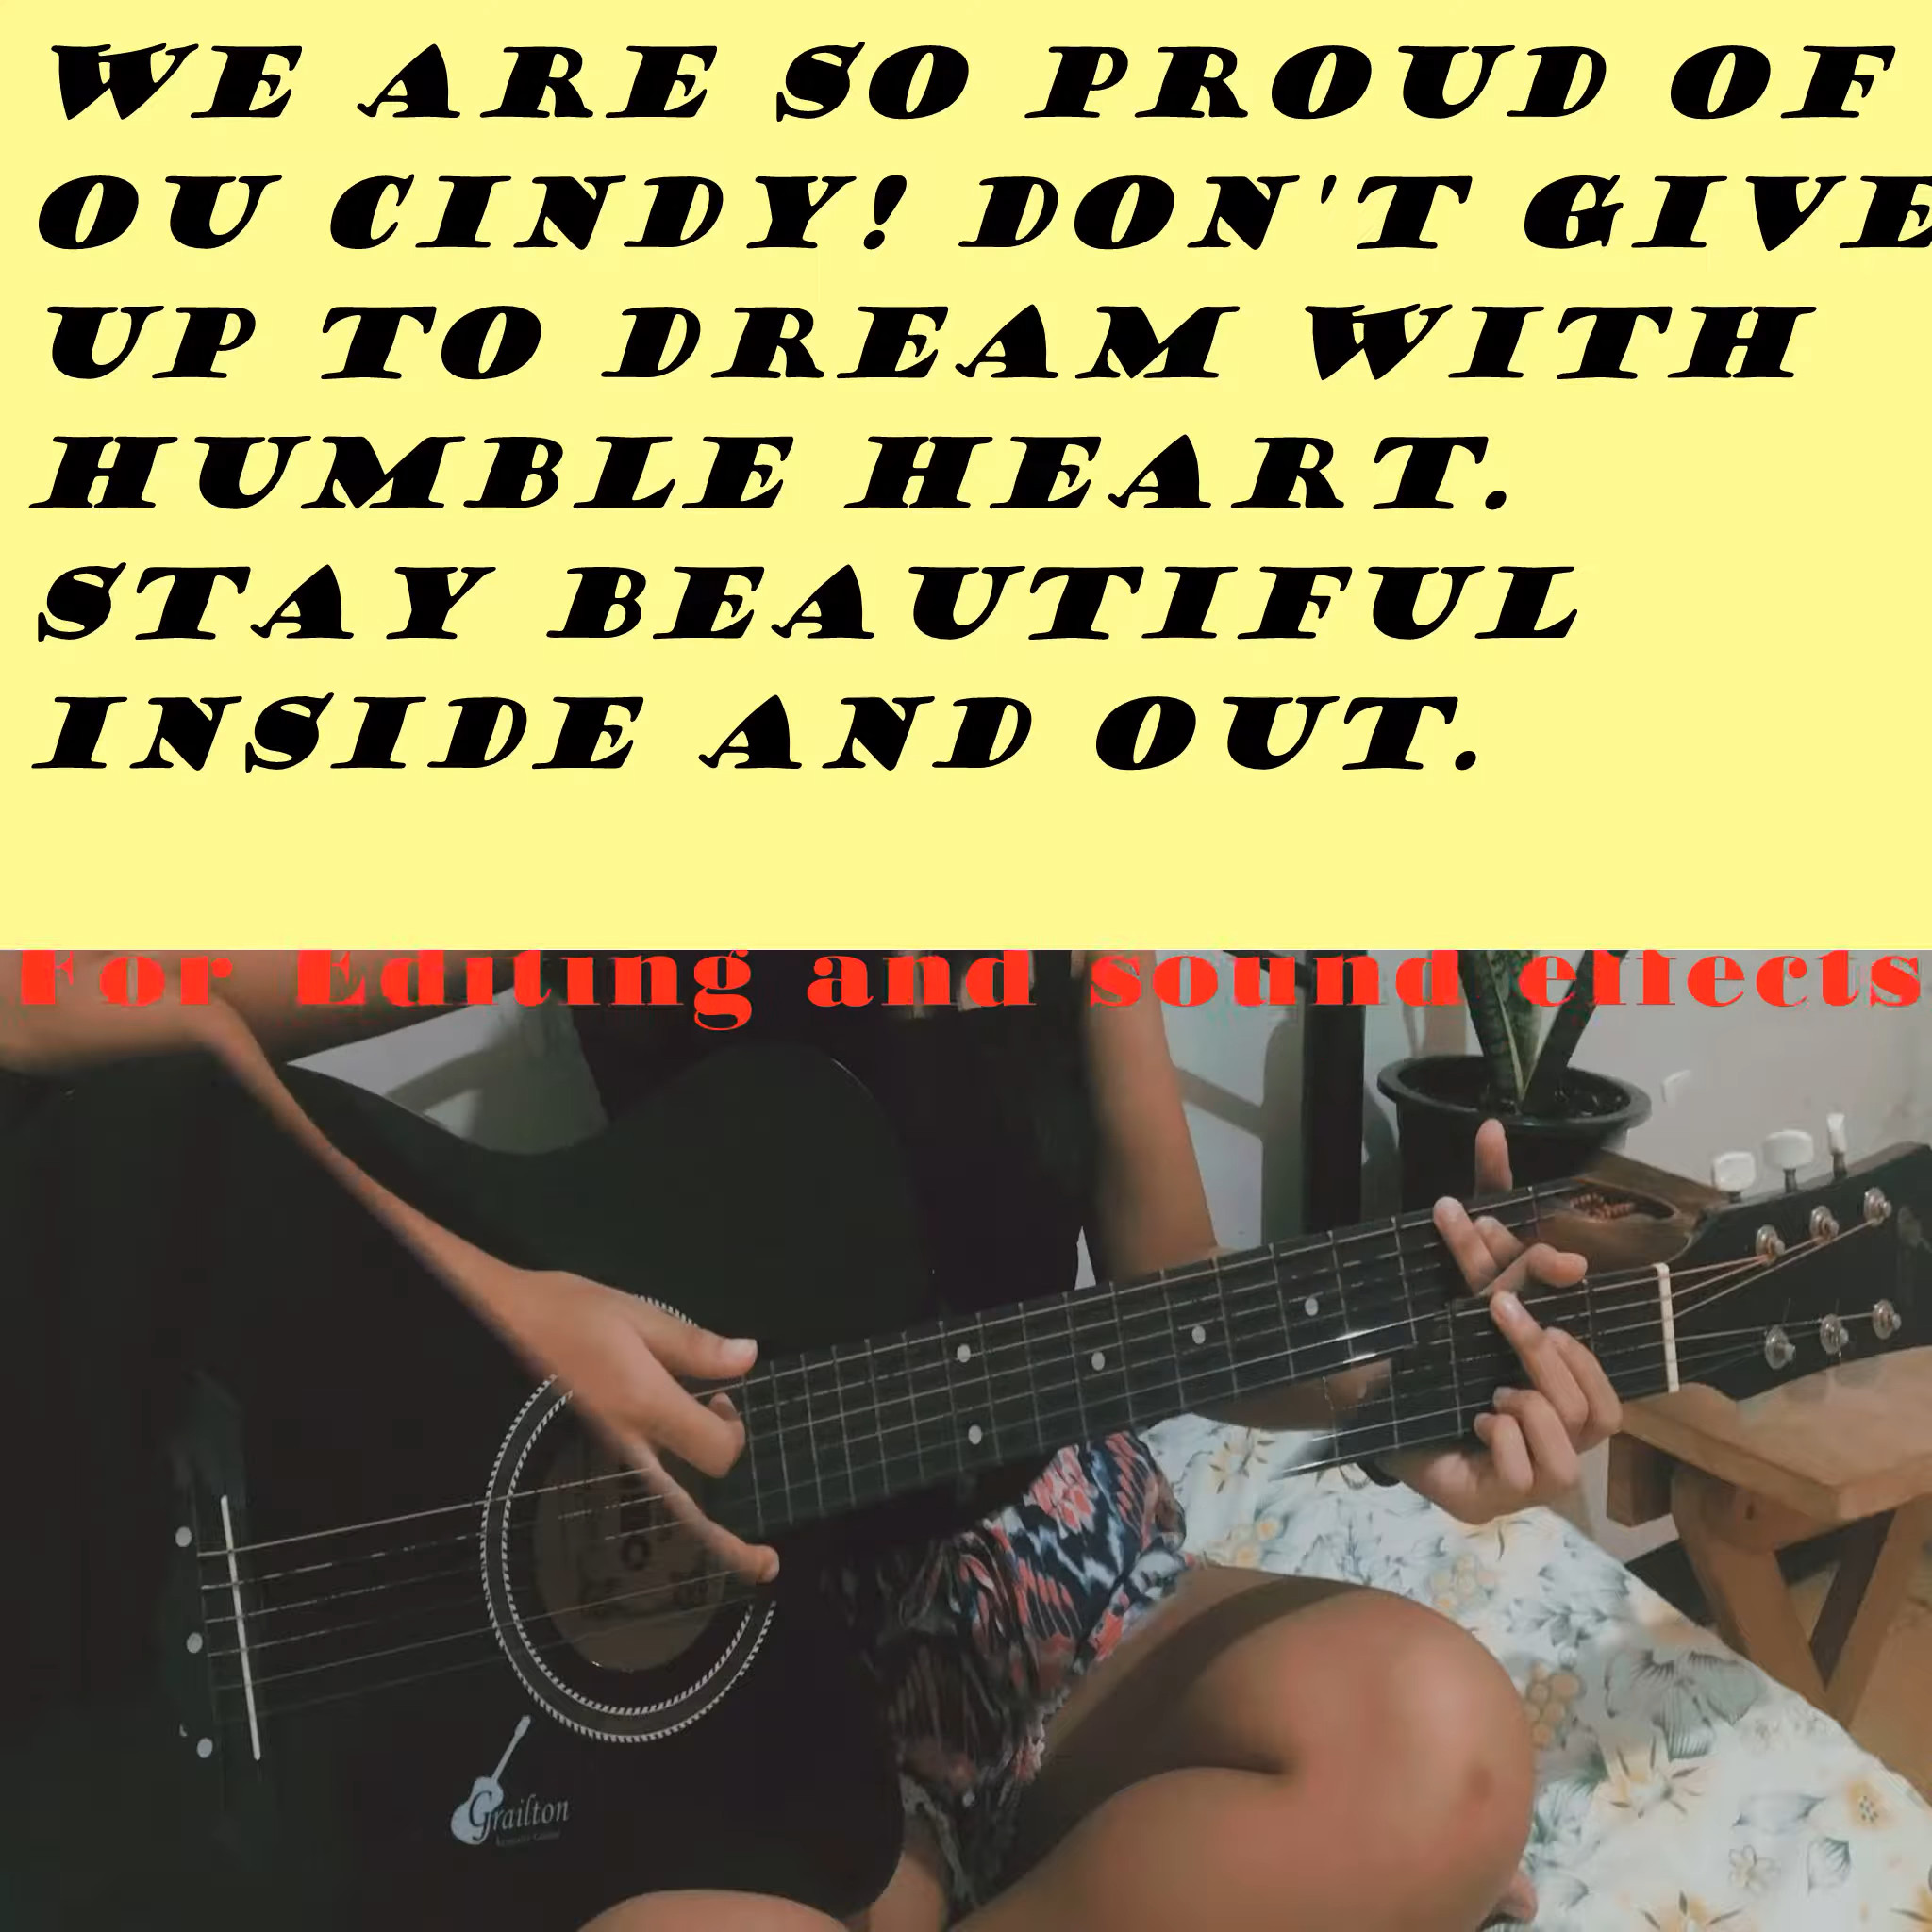 WE ARE SO PROUD OF
OU CINDY! DON'T GIVE
UP TO DREAM WITH
HUMBLE HEART.
STAY BEAUTIFUL
INSIDE AND OUT.
For Editing and sound effects
Grailton